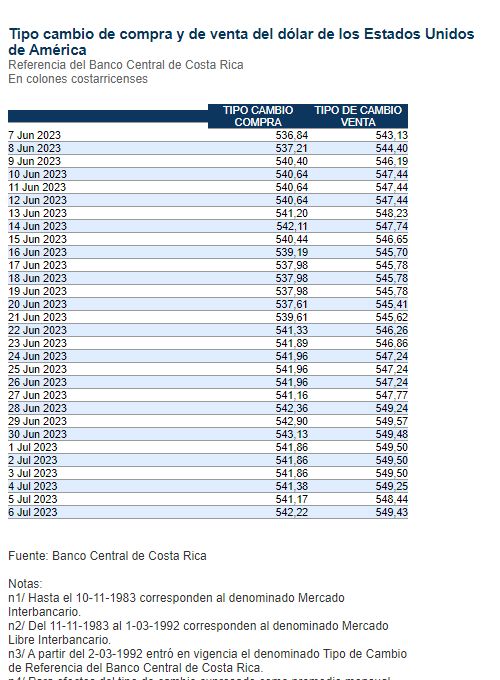 Tipo cambio de compra y de venta del dólar de los Estados Unidos
de América
Referencia del Banco Central de Costa Rica
En colones costarricenses
TIPO CAMBIO COMPRA TIPO DE CAMBIO VENTA
7 Jun 2023 536,84 543,13
8 Jun 2023 537,21 544,40
9 Jun 2023 540,40 546,19
10 Jun 2023 540,64 547,44
11 Jun 2023 540,64 547,44
12 Jun 2023 540,64 547,44
13 Jun 2023 541,20 548,23
14 Jun 2023 542,11 547,74
15 Jun 2023 540,44 546,65
16 Jun 2023 539,19 545,70
17 Jun 2023 537,98 545,78
18 Jun 2023 537,98 545,78
19 Jun 2023 537,98 545,78
20 Jun 2023 537,61 545,41
21 Jun 2023 539,61 545,62
22 Jun 2023 541,33 546,26
23 Jun 2023 541,89 546,86
24 Jun 2023 541,96 547,24
25 Jun 2023 541,96 547,24
26 Jun 2023 541,96 547,24
27 Jun 2023 541,16 547,77
28 Jun 2023 542,36 549,24
29 Jun 2023 542,90 549,57
30 Jun 2023 543,13 549,48
1 Jul 2023 541,86 549,50
2 Jul 2023 541,86 549,50
3 Jul 2023 541,86 549,50
4 Jul 2023 541,38 549,25
5 Jul 2023 541,17 548,44
6 Jul 2023 542,22 549,43
Fuente: Banco Central de Costa Rica
Notas:
n1/ Hasta el 10-11-1983 corresponden al denominado Mercado
Interbancario.
n2/ Del 11-11-1983 al 1-03-1992 corresponden al denominado Mercado
Libre Interbancario.
n3/ A partir del 2-03-1992 entró en vigencia el denominado Tipo de Cambio
de Referencia del Banco Central de Costa Rica.